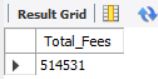 Result Grid
Total_Fees
514531